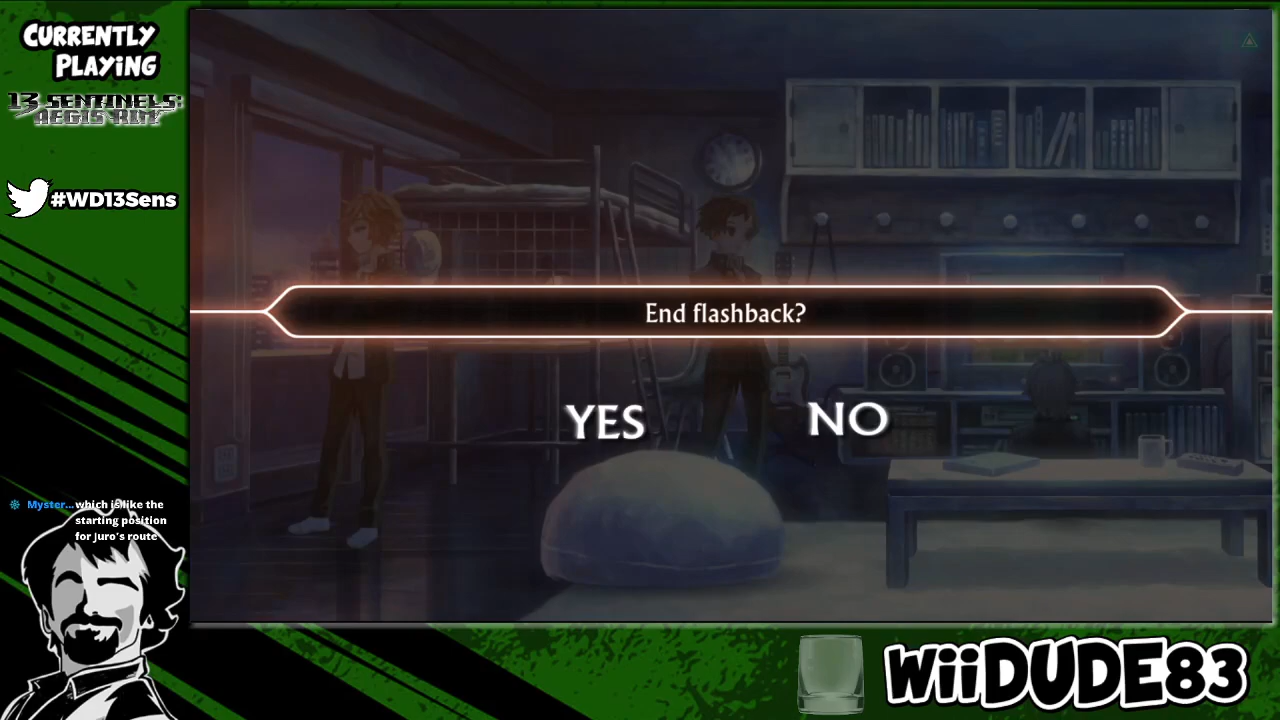 CURRENTLY
PLAYING
13 SENTINELS:
AEGIS RIM
#WD13Sens
End flashback?
YES NO
Myster... which is like the
starting position
for Juro's route
WiiDUDE83